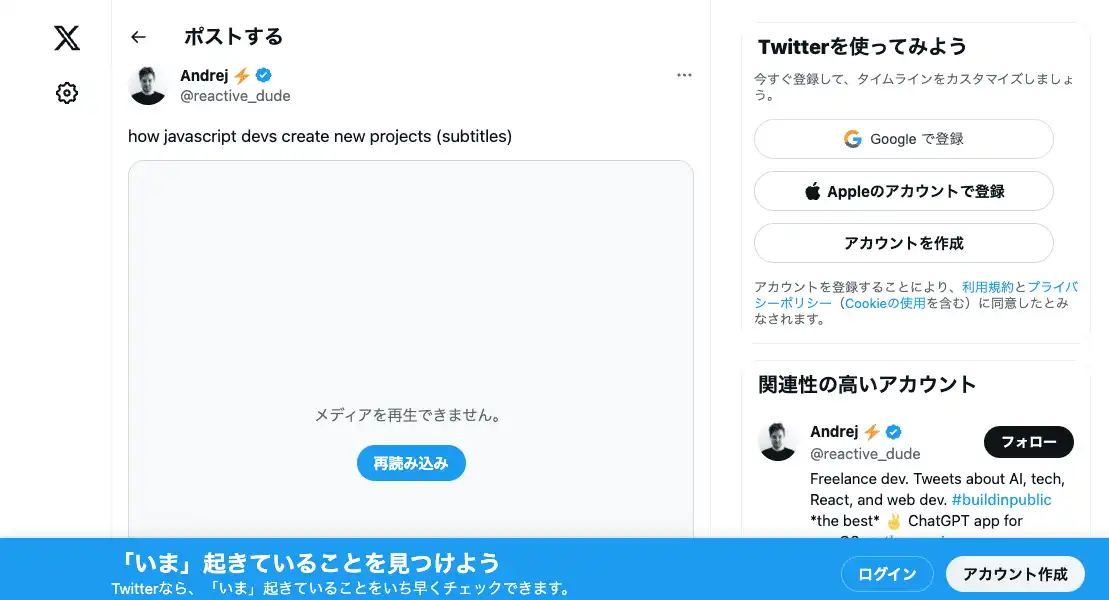 ポストする
Andrej⚡
@reactive_dude
how javascript devs create new projects (subtitles)
メディアを再生できません。
再読み込み
Twitterを使ってみよう
今すぐ登録して、タイムラインをカスタマイズしましょ
う。
Google で登録
Appleのアカウントで登録
アカウントを作成
アカウントを登録することにより、利用規約とプライバ
シーポリシー（Cookieの使用を含む）に同意したとみ
なされます。
関連性の高いアカウント
Andrej⚡
@reactive_dude
フォロー
Freelance dev. Tweets about AI, tech,
React, and web dev. #buildinpublic
*the best* ✌ ChatGPT app for
「いま」起きていることを見つけよう
Twitterなら、「いま」起きていることをいち早くチェックできます。
ログイン
アカウント作成